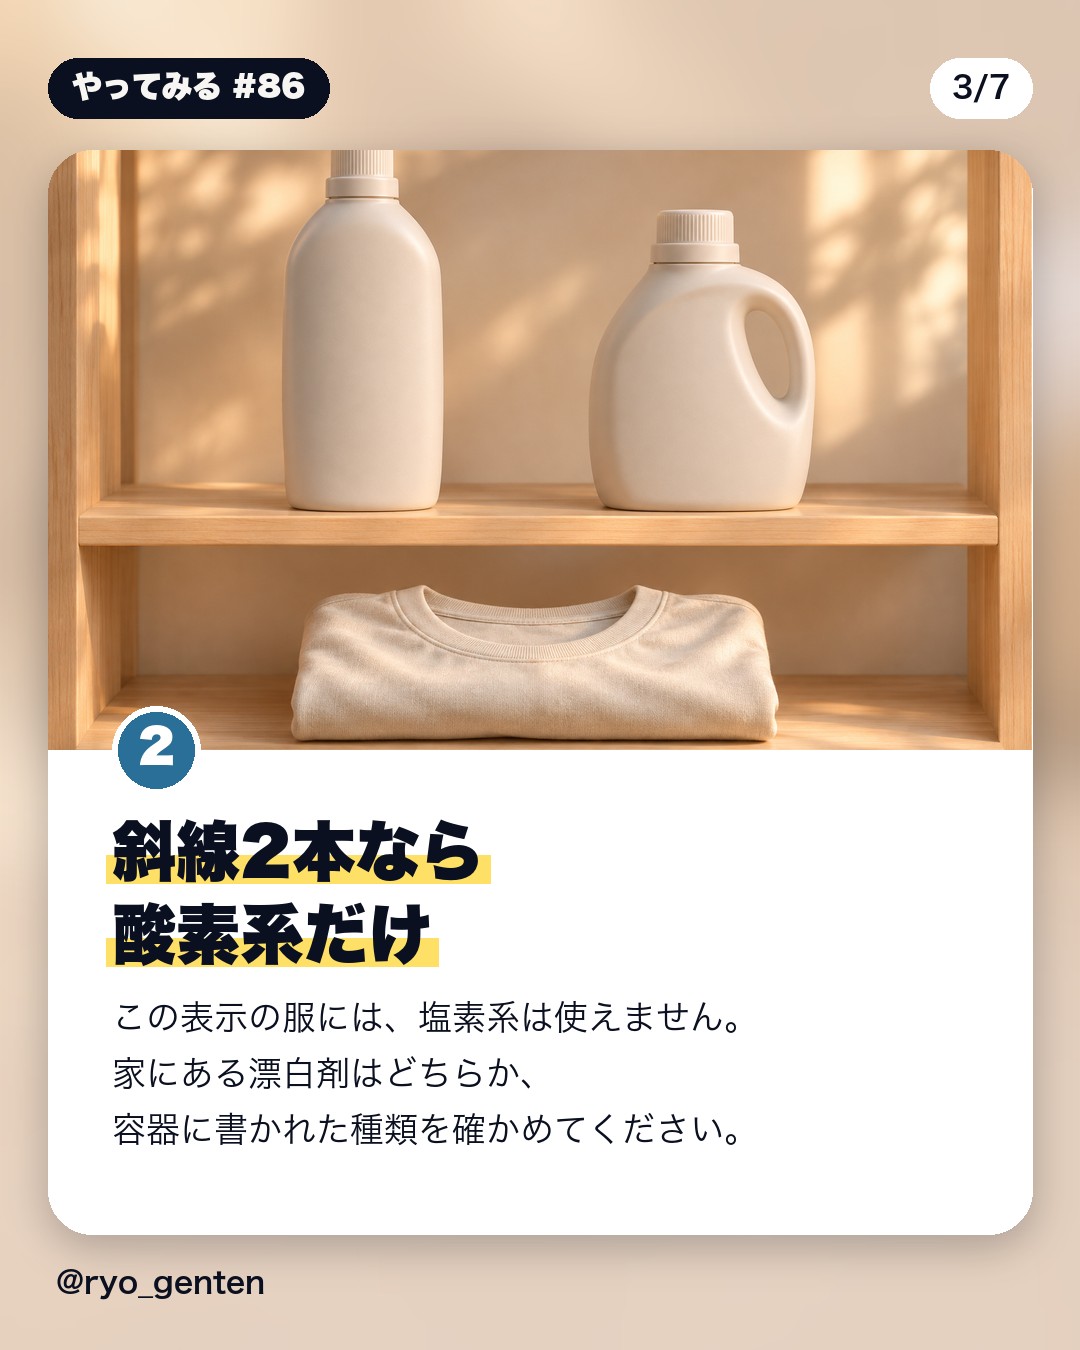 やってみる #86
3/7
2
斜線2本なら
酸素系だけ
この表示の服には、塩素系は使えません。
家にある漂白剤はどちらか、
容器に書かれた種類を確かめてください。
@ryo_genten